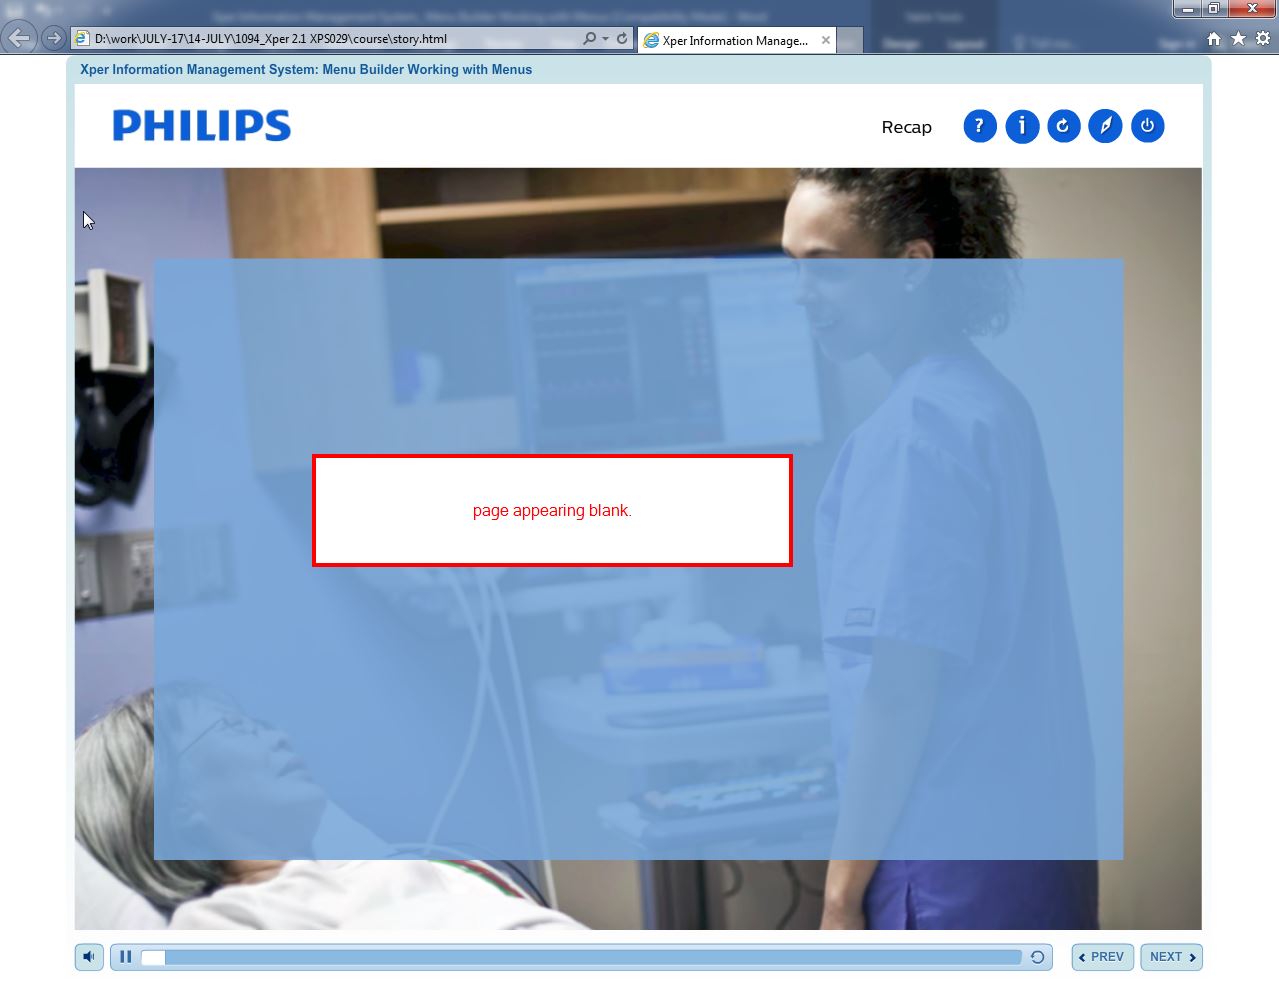 D:\work\JULY-17\14-JULY\1094_Xper 2.1 XPS029\course\story.html
Xper Information Manage...
Xper Information Management System: Menu Builder Working with Menus
PHILIPS
Recap
page appearing blank.
PREV
NEXT